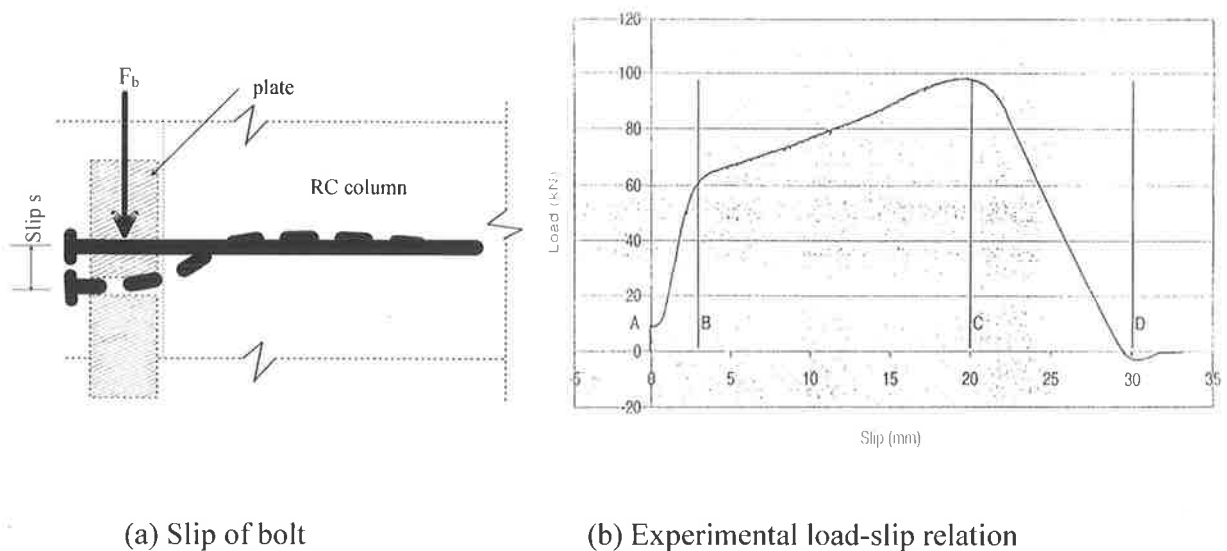 F_b
plate
RC column
Slip s
120
100
80
60
40
20
0
-20
A
B
C
D
5
0
5
10
15
20
25
30
35
Load (kN)
Slip (mm)
(a) Slip of bolt
(b) Experimental load-slip relation